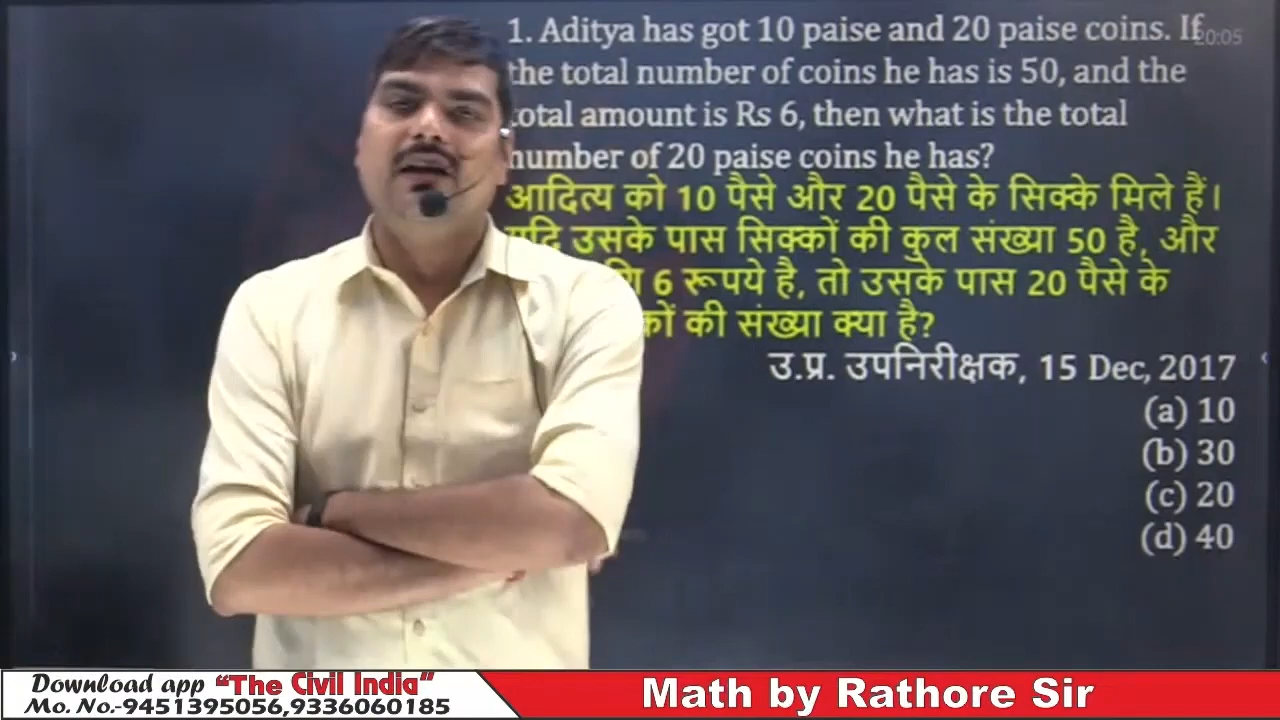 1. Aditya has got 10 paise and 20 paise coins. If
20:05
the total number of coins he has is 50, and the
total amount is Rs 6, then what is the total
number of 20 paise coins he has?
आदित्य को 10 पैसे और 20 पैसे के सिक्के मिले हैं।
यदि उसके पास सिक्कों की कुल संख्या 50 है, और
6 रूपये है, तो उसके पास 20 पैसे के
की संख्या क्या है?
उ.प्र. उपनिरीक्षक, 15 Dec, 2017
(a) 10
(b) 30
(c) 20
(d) 40
Download app "The Civil India"
Mo. No.-9451395056,9336060185
Math by Rathore Sir